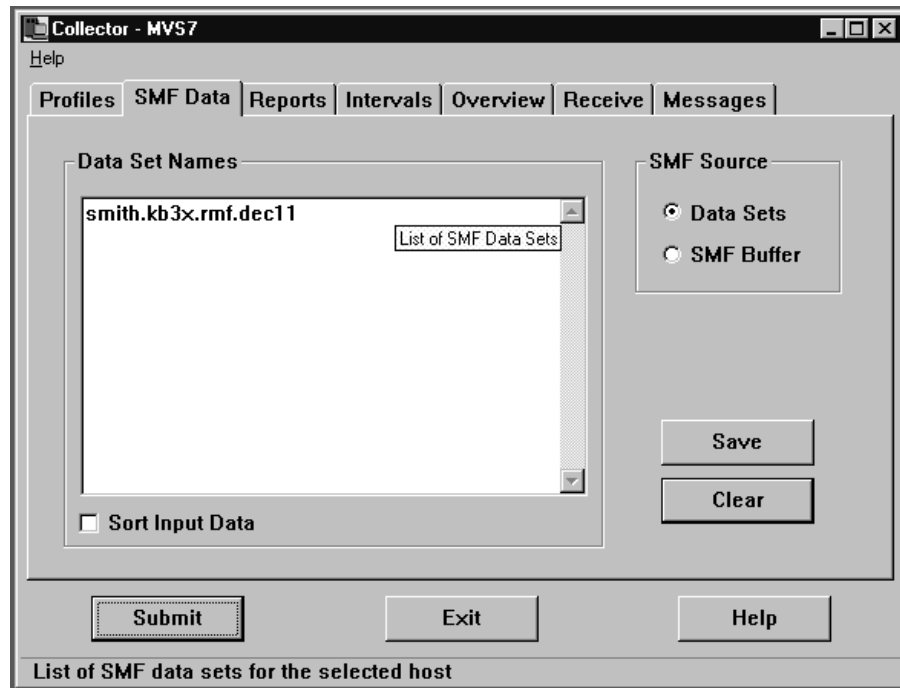 Collector - MVS7
Help
Profiles SMF Data Reports Intervals Overview Receive Messages
Data Set Names
smith.kb3x.rmf.dec11
List of SMF Data Sets
Sort Input Data
SMF Source
Data Sets
SMF Buffer
Save
Clear
Submit Exit Help
List of SMF data sets for the selected host